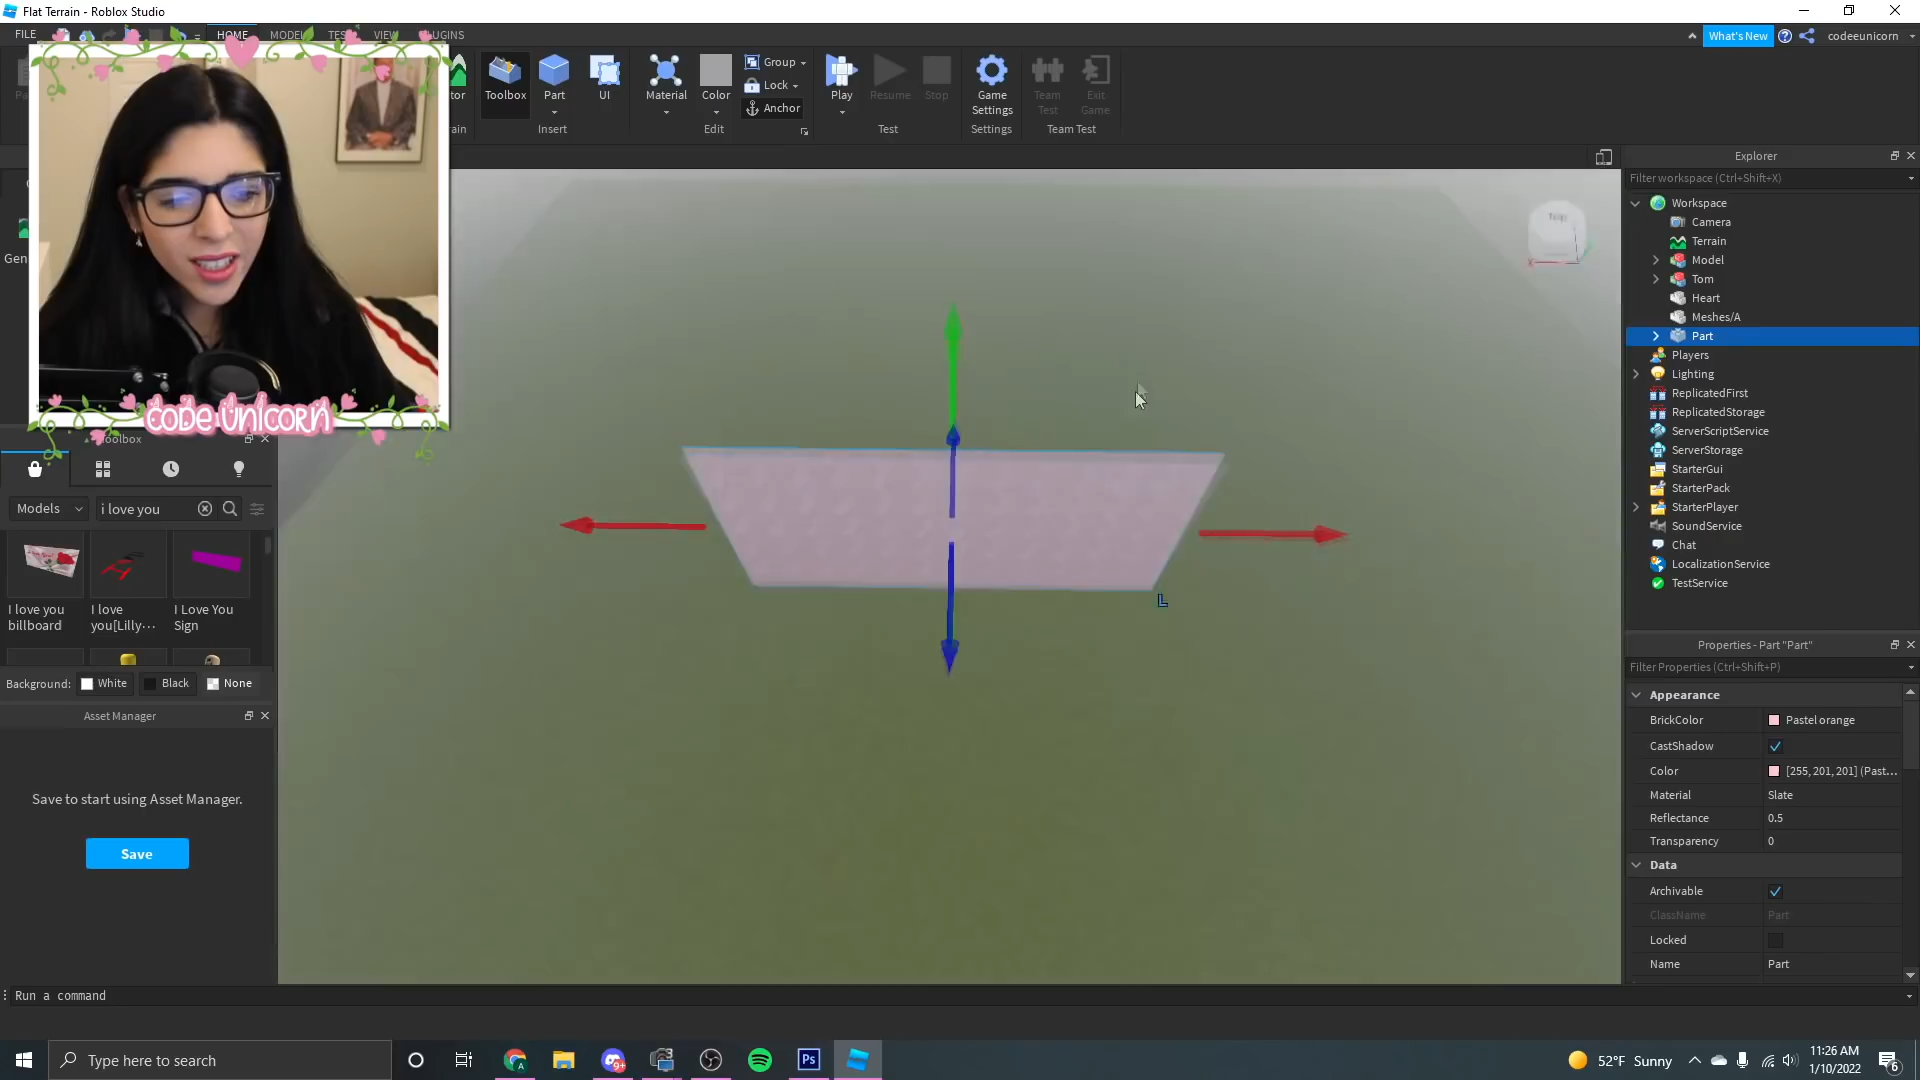 Flat Terrain - Roblox Studio
FILE
HOME
VIEW
What's New
codeeunicorn
Toolbox
Part
UI
Insert
Material
Color
Group
Lock
Anchor
Edit
Play
Resume
Stop
Test
Game
Settings
Settings
Team
Test
Exit
Game
Team Test
CODE UNICORN
Explorer
Filter workspace (Ctrl+Shift+X)
Workspace
Camera
Terrain
Model
Tom
Heart
Meshes/A
Part
Players
Lighting
ReplicatedFirst
ReplicatedStorage
ServerScriptService
ServerStorage
StarterGui
StarterPack
StarterPlayer
SoundService
Chat
LocalizationService
TestService
Models
i love you
I love you
billboard
I love
you[Lilly...
I Love You
Sign
Background:
White
Black
None
Asset Manager
Save to start using Asset Manager.
Save
L
Properties - Part "Part"
Filter Properties (Ctrl+Shift+P)
Appearance
BrickColor
Pastel orange
CastShadow
Color
[255, 201, 201] (Past...
Material
Slate
Reflectance
0.5
Transparency
0
Data
Archivable
ClassName
Part
Locked
Name
Part
Run a command
Type here to search
9+
Ps
52°F Sunny
11:26 AM
1/10/2022
6